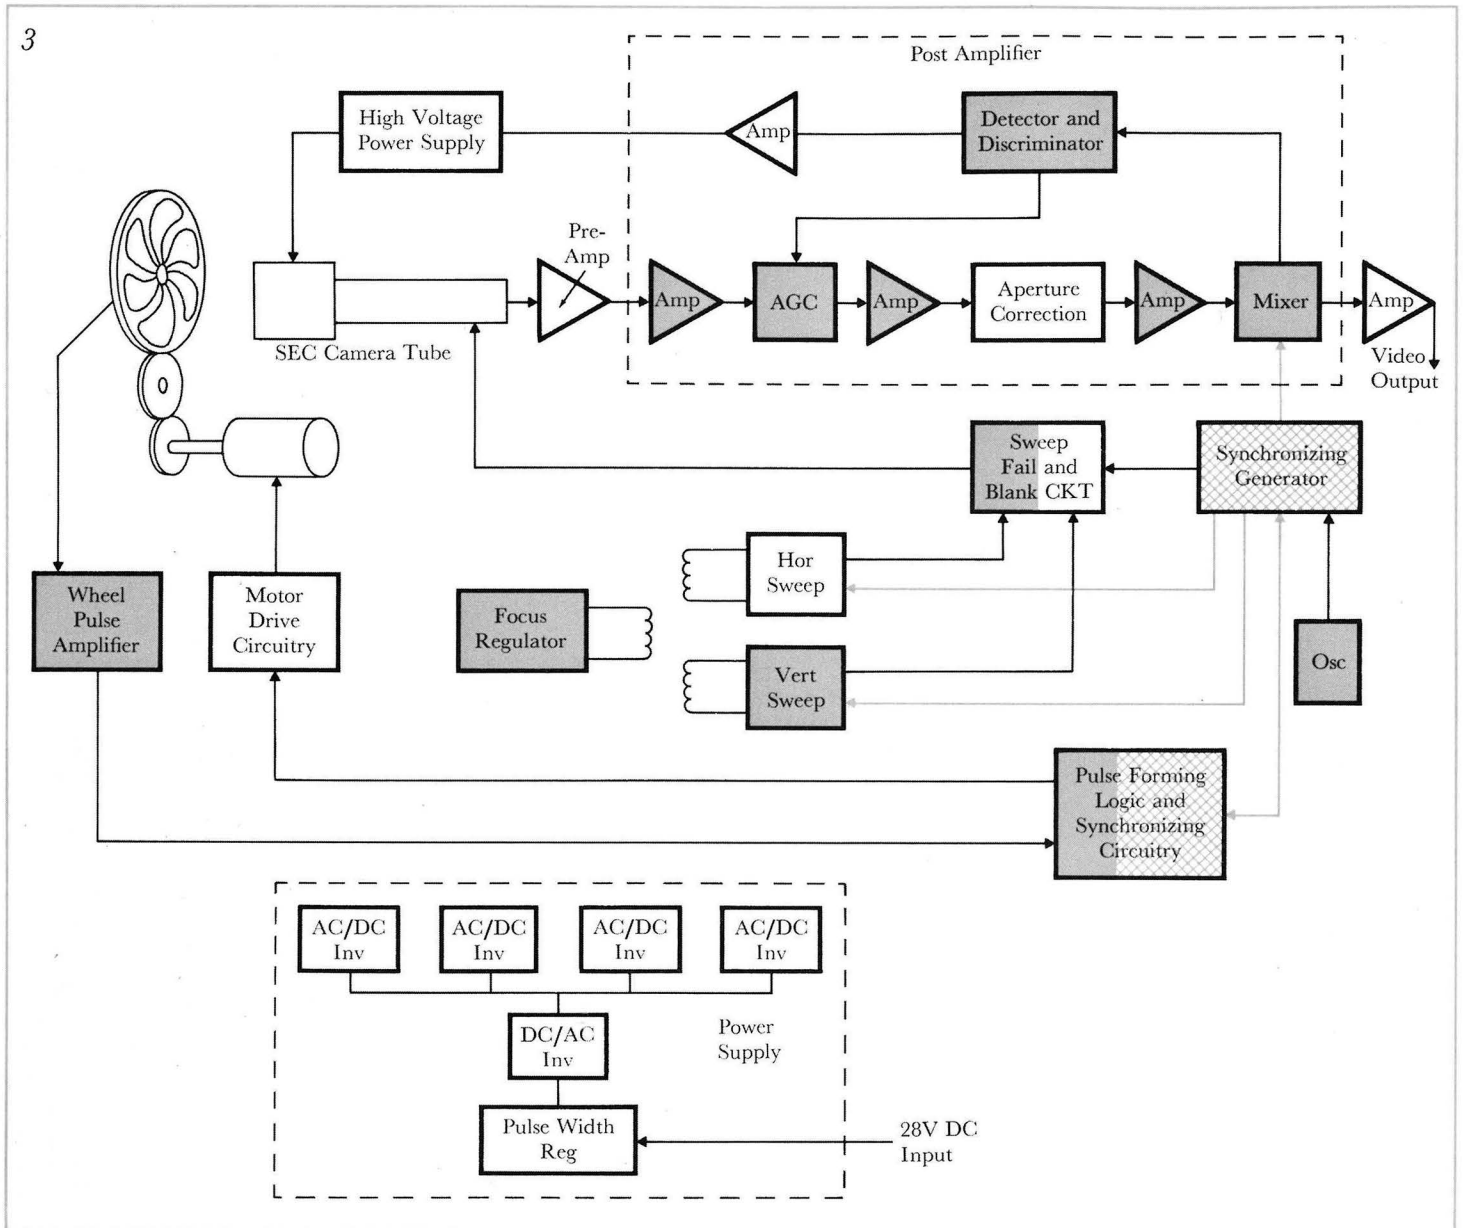 3
Post Amplifier
High Voltage
Power Supply
Amp
Detector and
Discriminator
Pre-
Amp
Amp
AGC
Amp
Aperture
Correction
Amp
Mixer
Amp
SEC Camera Tube
Video
Output
Sweep
Fail and
Blank CKT
Synchronizing
Generator
Wheel
Pulse
Amplifier
Motor
Drive
Circuitry
Focus
Regulator
Hor
Sweep
Vert
Sweep
Osc
Pulse Forming
Logic and
Synchronizing
Circuitry
AC/DC
Inv
AC/DC
Inv
AC/DC
Inv
AC/DC
Inv
DC/AC
Inv
Power
Supply
Pulse Width
Reg
28V DC
Input